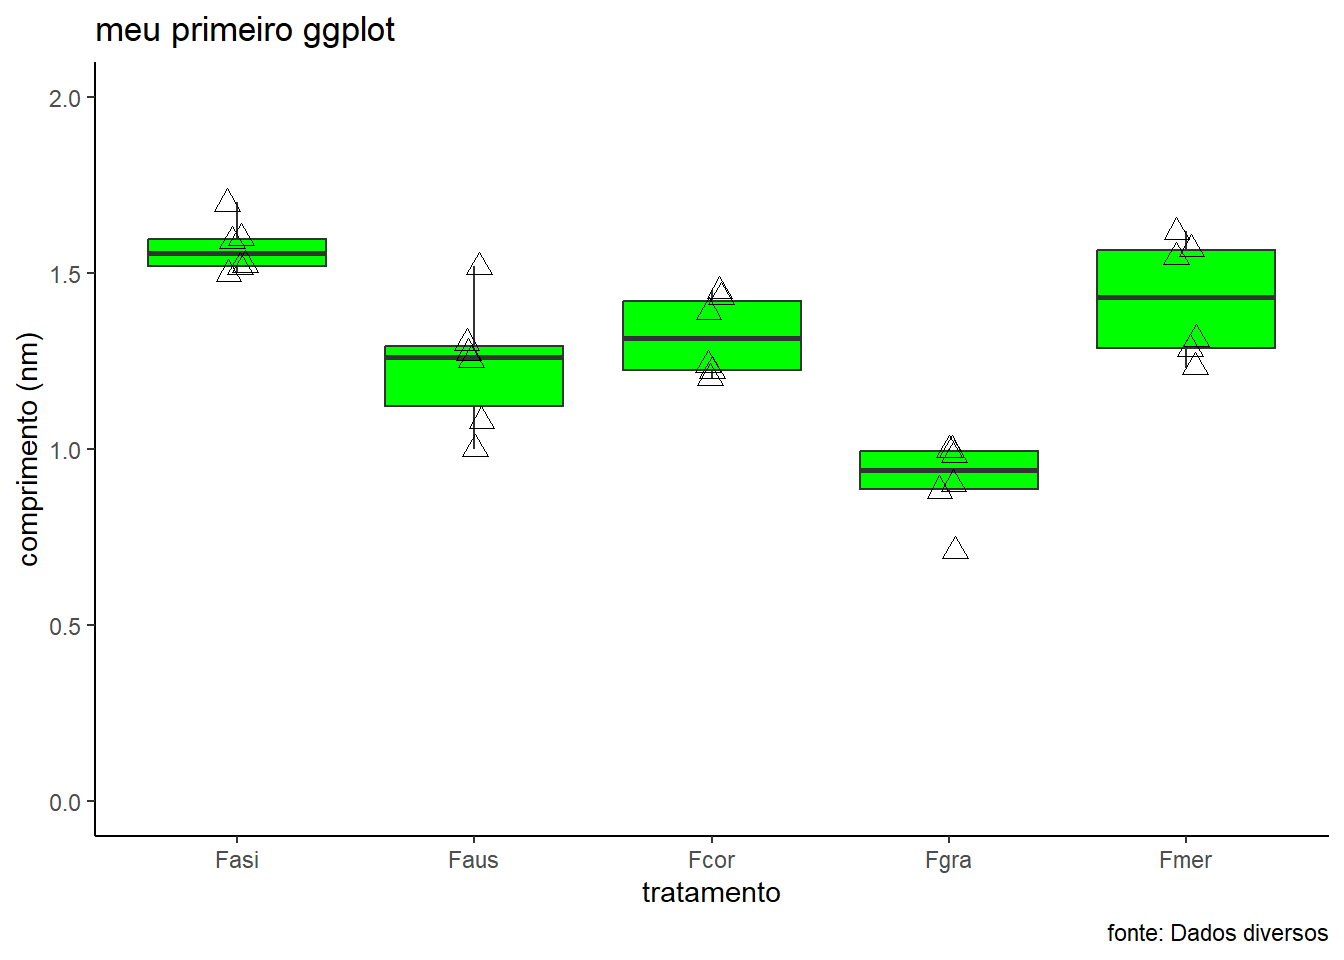 meu primeiro ggplot
2.0
1.5
1.0
0.5
0.0
comprimento (nm)
Fasi Faus Fcor Fgra Fmer
tratamento
fonte: Dados diversos